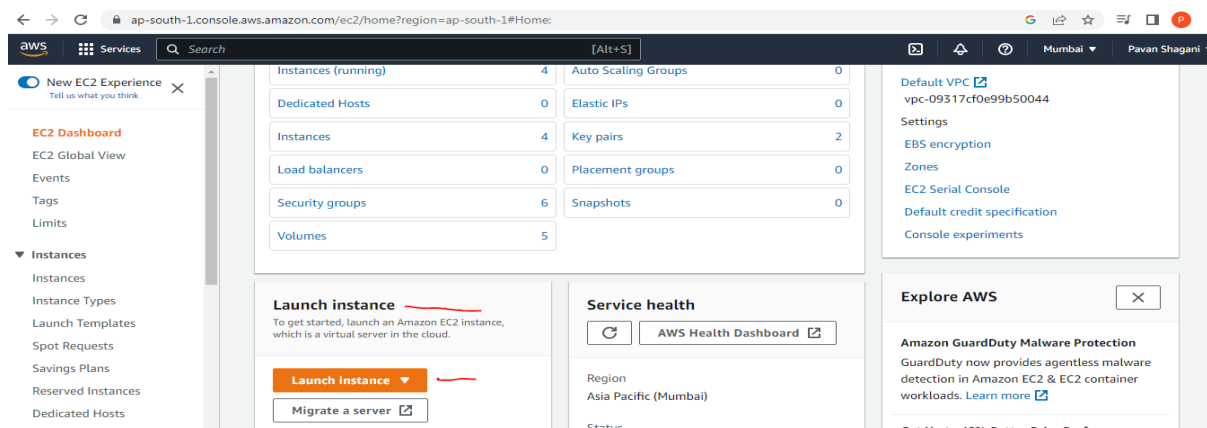 ap-south-1.console.aws.amazon.com/ec2/home?region=ap-south-1#Home:
G
P
aws
Services
Search
[Alt+S]
Mumbai
Pavan Shagani
New EC2 Experience
Tell us what you think
EC2 Dashboard
EC2 Global View
Events
Tags
Limits
Instances
Instances
Instance Types
Launch Templates
Spot Requests
Savings Plans
Reserved Instances
Dedicated Hosts
Instances (running) 4
Auto Scaling Groups 0
Dedicated Hosts 0
Elastic IPs 0
Instances 4
Key pairs 2
Load balancers 0
Placement groups 0
Security groups 6
Snapshots 0
Volumes 5
Launch instance
To get started, launch an Amazon EC2 instance,
which is a virtual server in the cloud.
Launch instance
Migrate a server
Service health
AWS Health Dashboard
Region
Asia Pacific (Mumbai)
Default VPC
vpc-09317cf0e99b50044
Settings
EBS encryption
Zones
EC2 Serial Console
Default credit specification
Console experiments
Explore AWS
Amazon GuardDuty Malware Protection
GuardDuty now provides agentless malware
detection in Amazon EC2 & EC2 container
workloads. Learn more